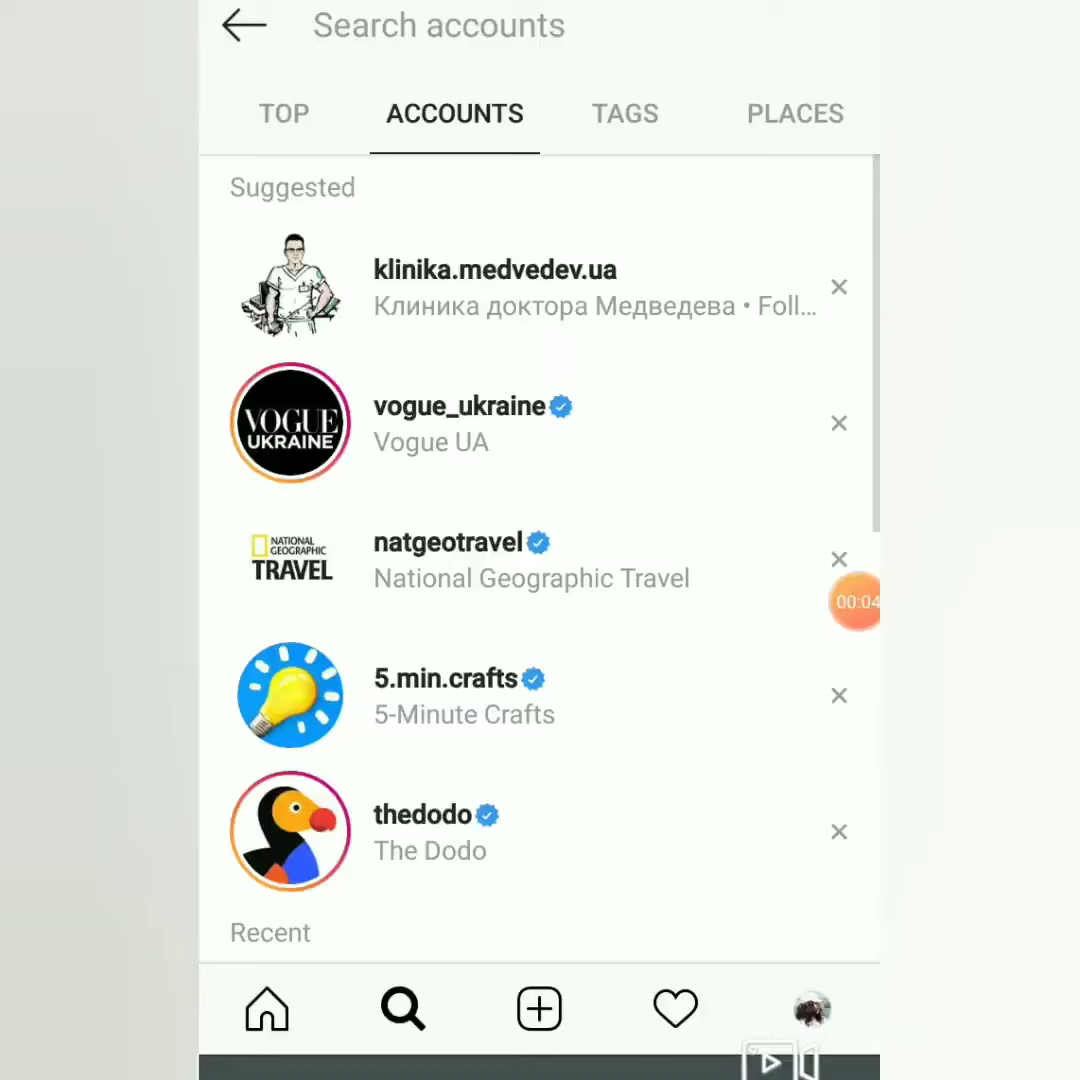 Search accounts
TOP
ACCOUNTS
TAGS
PLACES
Suggested
klinika.medvedev.ua
Клиника доктора Медведева • Foll...
VOGUE
UKRAINE
vogue_ukraine
Vogue UA
NATIONAL
GEOGRAPHIC
TRAVEL
natgeotravel
National Geographic Travel
00:04
5.min.crafts
5-Minute Crafts
thedodo
The Dodo
Recent